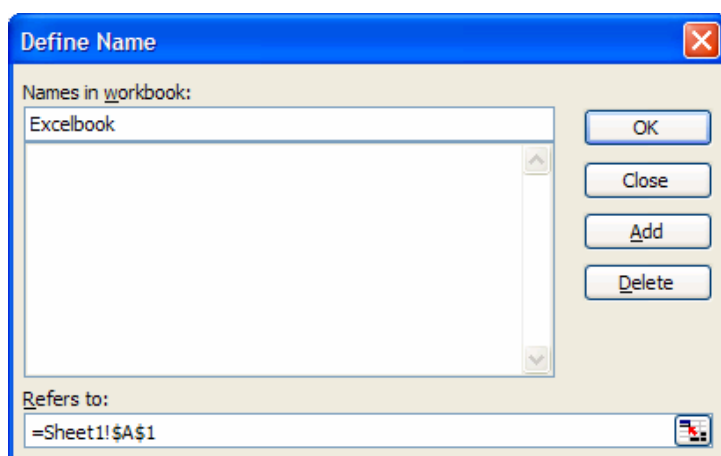 Define Name
Names in workbook:
Excelbook
OK
Close
Add
Delete
Refers to:
=Sheet1!$A$1